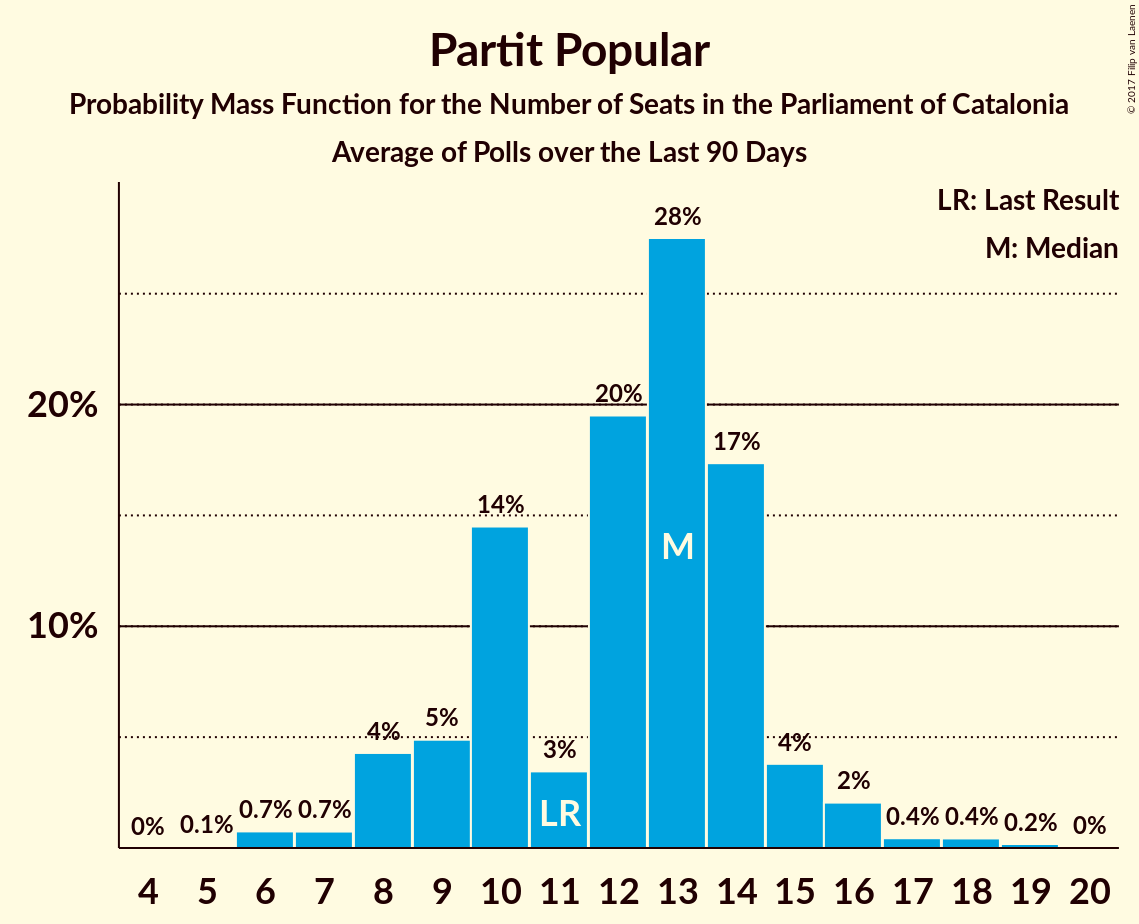 Partit Popular
Probability Mass Function for the Number of Seats in the Parliament of Catalonia
Average of Polls over the Last 90 Days
© 2017 Filip van Laenen
LR: Last Result
M: Median
28%
20%
20%
17%
14%
M
10%
5%
4%
3%
4%
2%
0.7%
0.7%
LR
0%
0.1%
0.4%
0.4%
0.2%
0%
4 5 6 7 8 9 10 11 12 13 14 15 16 17 18 19 20